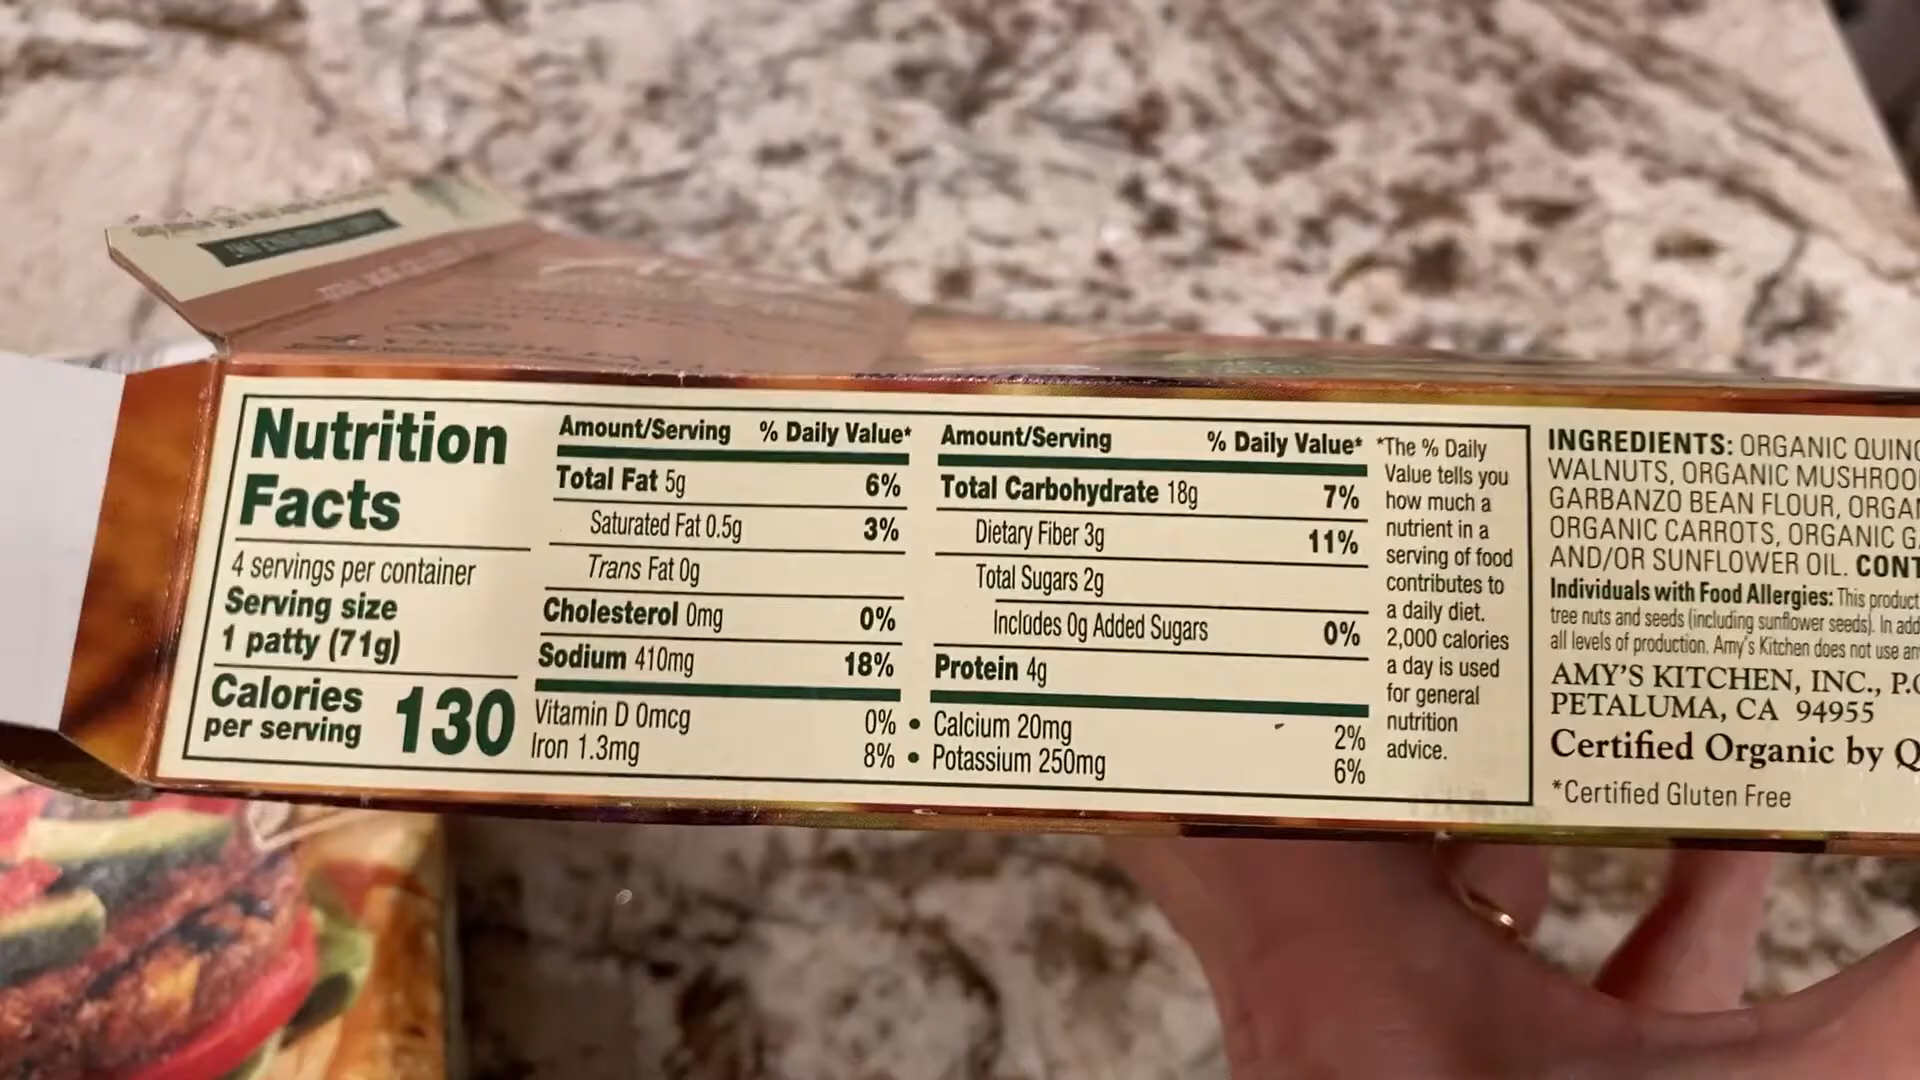 Nutrition
Facts
4 servings per container
Serving size
1 patty (71g)
Calories
per serving 130
Amount/Serving % Daily Value*
Total Fat 5g 6%
Saturated Fat 0.5g 3%
Trans Fat 0g
Cholesterol 0mg 0%
Sodium 410mg 18%
Vitamin D 0mcg 0% •
Iron 1.3mg 8% •
Amount/Serving % Daily Value*
Total Carbohydrate 18g 7%
Dietary Fiber 3g 11%
Total Sugars 2g
Includes 0g Added Sugars 0%
Protein 4g
Calcium 20mg 2%
Potassium 250mg 6%
*The % Daily
Value tells you
how much a
nutrient in a
serving of food
contributes to
a daily diet.
2,000 calories
a day is used
for general
nutrition
advice.
INGREDIENTS: ORGANIC
WALNUTS, ORGANIC
GARBANZO BEAN FLOUR,
ORGANIC CARROTS, ORGANIC
AND/OR SUNFLOWER OIL.
Individuals with Food Allergies: This product
tree nuts and seeds (including sunflower seeds). In
all levels of production. Amy's Kitchen does not use
AMY'S KITCHEN, INC.,
PETALUMA, CA 94955
Certified Organic by
*Certified Gluten Free